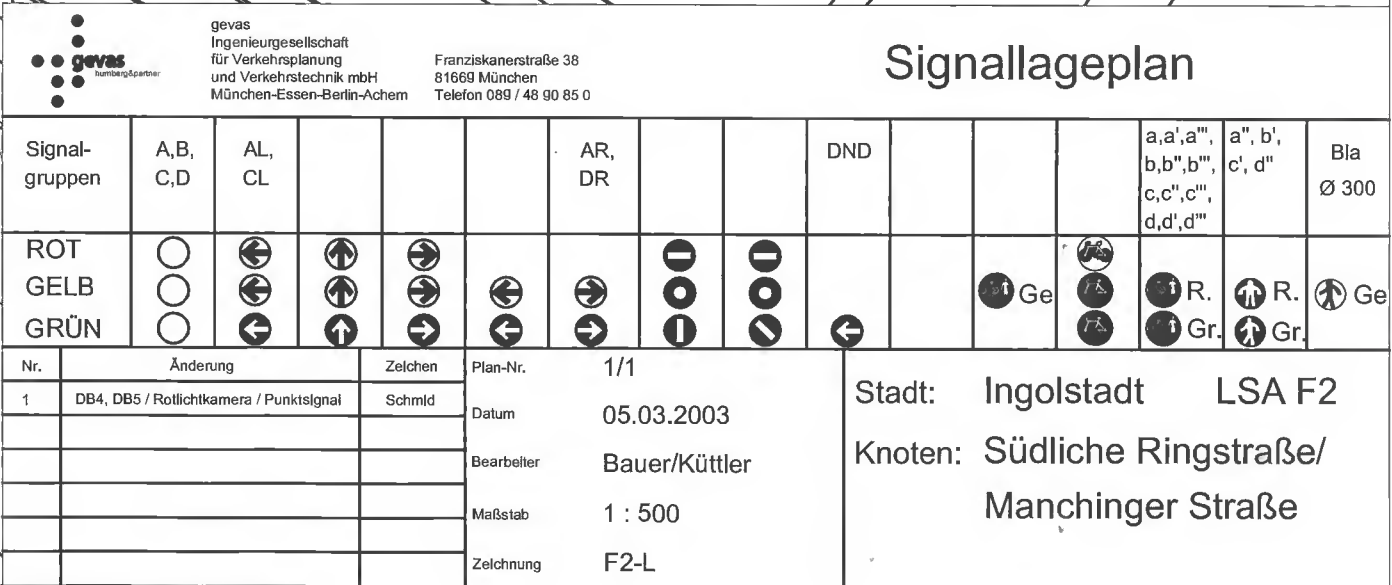 gevas
humberg&partner
gevas
Ingenieurgesellschaft
für Verkehrsplanung
und Verkehrstechnik mbH
München-Essen-Berlin-Achem
Franziskanerstraße 38
81669 München
Telefon 089 / 48 90 85 0
Signallageplan
Signal-
gruppen
A,B,
C,D
AL,
CL
AR,
DR
DND
a,a',a''',
b,b'',b''',
c,c'',c''',
d,d',d'''
a'', b',
c', d''
Bla
Ø 300
ROT
GELB
Ge
R.
R.
Ge
GRÜN
Gr.
Gr.
Nr.
Änderung
Zeichen
1
DB4, DB5 / Rotlichtkamera / Punktsignal
Schmid
Plan-Nr.
1/1
Datum
05.03.2003
Bearbeiter
Bauer/Küttler
Maßstab
1 : 500
Zeichnung
F2-L
Stadt: Ingolstadt LSA F2
Knoten: Südliche Ringstraße/
Manchinger Straße